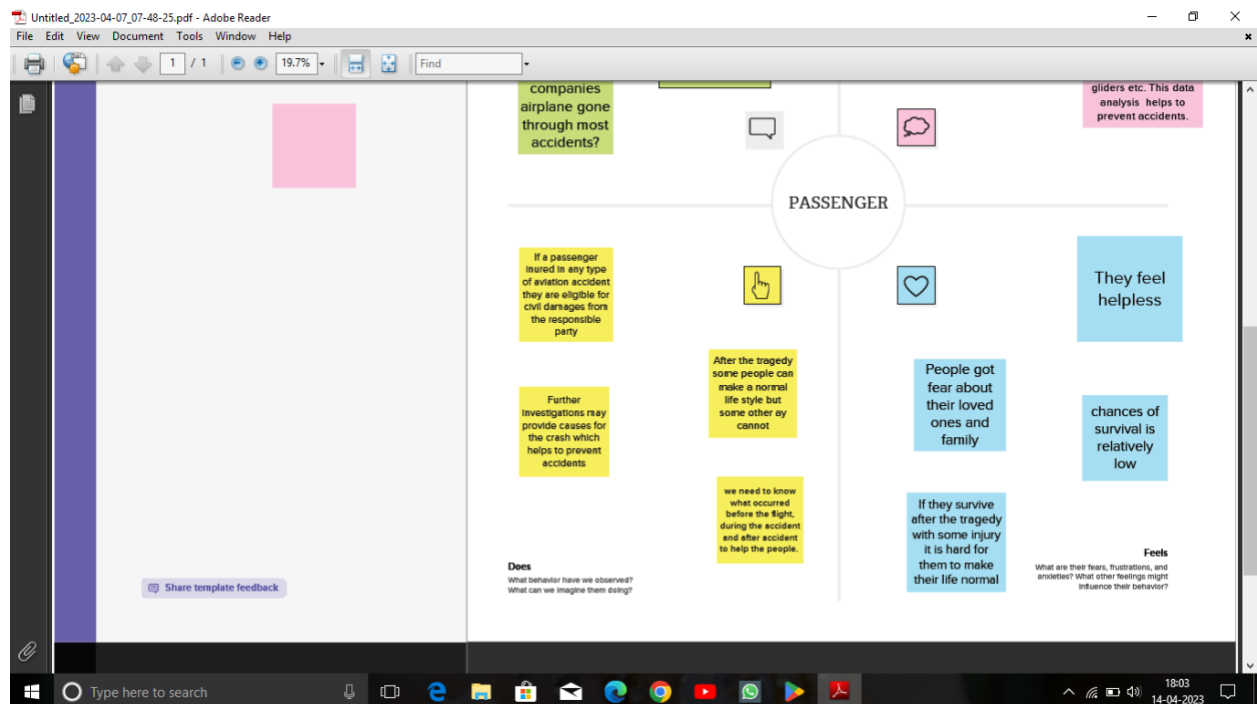 Untitled_2023-04-07_07-48-25.pdf - Adobe Reader
File Edit View Document Tools Window Help
1 / 1
19.7%
Find
companies
airplane gone
through most
accidents?
gliders etc. This data
analysis helps to
prevent accidents.
PASSENGER
If a passenger
inured in any type
of aviation accident
they are eligible for
civil damages from
the responsible
party
Further
investigations may
provide causes for
the crash which
helps to prevent
accidents
After the tragedy
some people can
make a normal
life style but
some other ay
cannot
we need to know
what occurred
before the flight,
during the accident
and after accident
to help the people.
Does
What behavior have we observed?
What can we imagine them doing?
They feel
helpless
People got
fear about
their loved
ones and
family
chances of
survival is
relatively
low
If they survive
after the tragedy
with some injury
it is hard for
them to make
their life normal
Feels
What are their fears, frustrations, and
anxieties? What other feelings might
influence their behavior?
Share template feedback
Type here to search
18:03
14-04-2023